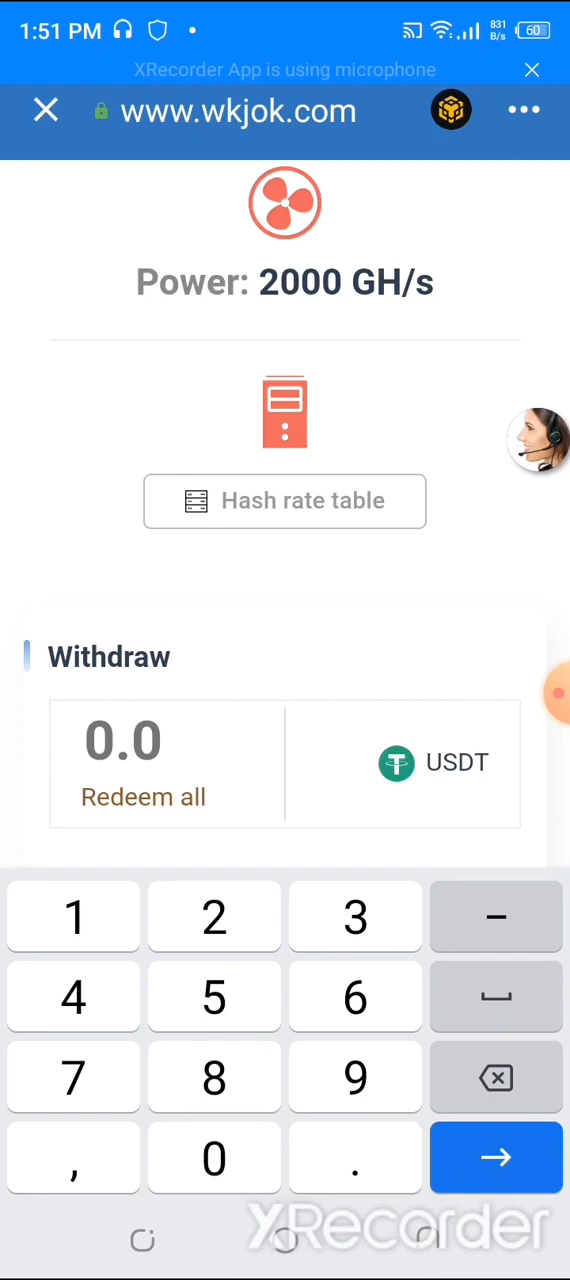 1:51 PM
831
B/s
60
XRecorder App is using microphone
www.wkjok.com
Power: 2000 GH/s
Hash rate table
Withdraw
0.0
USDT
Redeem all
1 2 3 −
4 5 6
7 8 9
, 0 .
XRecorder